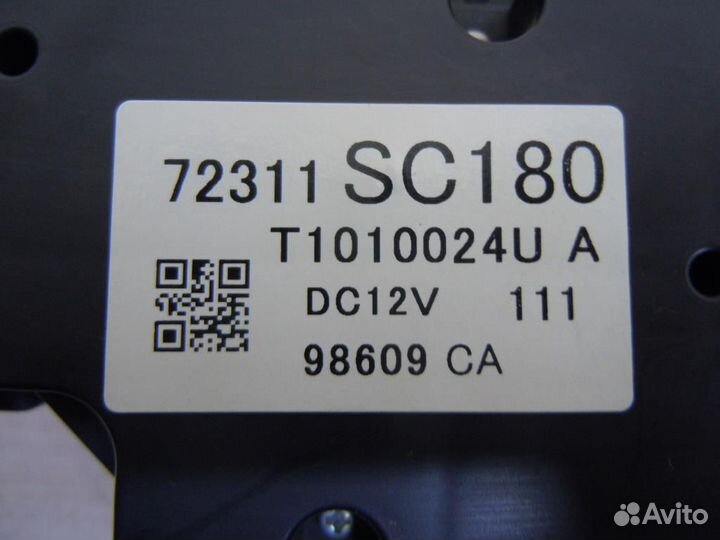 72311 SC180
T1010024U A
DC12V 111
98609 CA
Avito